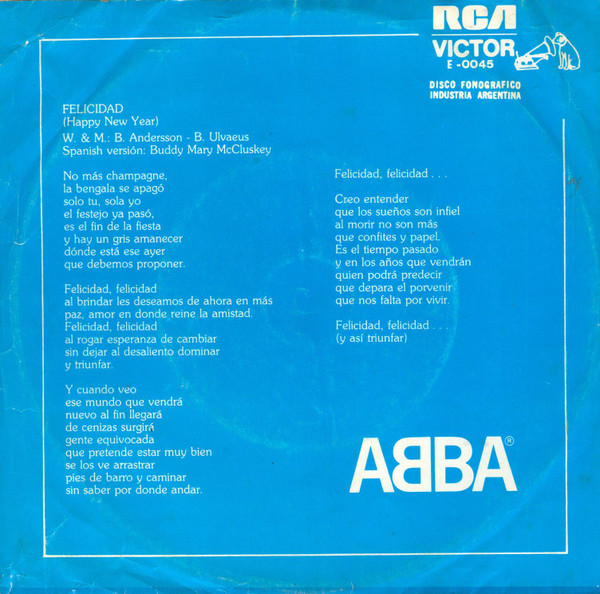 RCA
VICTOR
E-0045
DISCO FONOGRAFICO
INDUSTRIA ARGENTINA
FELICIDAD
(Happy New Year)
W. & M.: B. Andersson - B. Ulvaeus
Spanish versión: Buddy Mary McCluskey
No más champagne,
la bengala se apagó
solo tu, sola yo
el festejo ya pasó,
es el fin de la fiesta
y hay un gris amanecer
dónde está ese ayer
que debemos proponer.
Felicidad, felicidad
al brindar les deseamos de ahora en más
paz, amor en donde reine la amistad.
Felicidad, felicidad
al rogar esperanza de cambiar
sin dejar al desaliento dominar
y triunfar.
Y cuando veo
ese mundo que vendrá
nuevo al fin llegará
de cenizas surgirá
gente equivocada
que pretende estar muy bien
se los ve arrastrar
pies de barro y caminar
sin saber por donde andar.
Felicidad, felicidad . . .
Creo entender
que los sueños son infiel
al morir no son más
que confites y papel.
Es el tiempo pasado
y en los años que vendrán
quien podrá predecir
que depara el porvenir
que nos falta por vivir.
Felicidad, felicidad . . .
(y así triunfar)
ABBA®